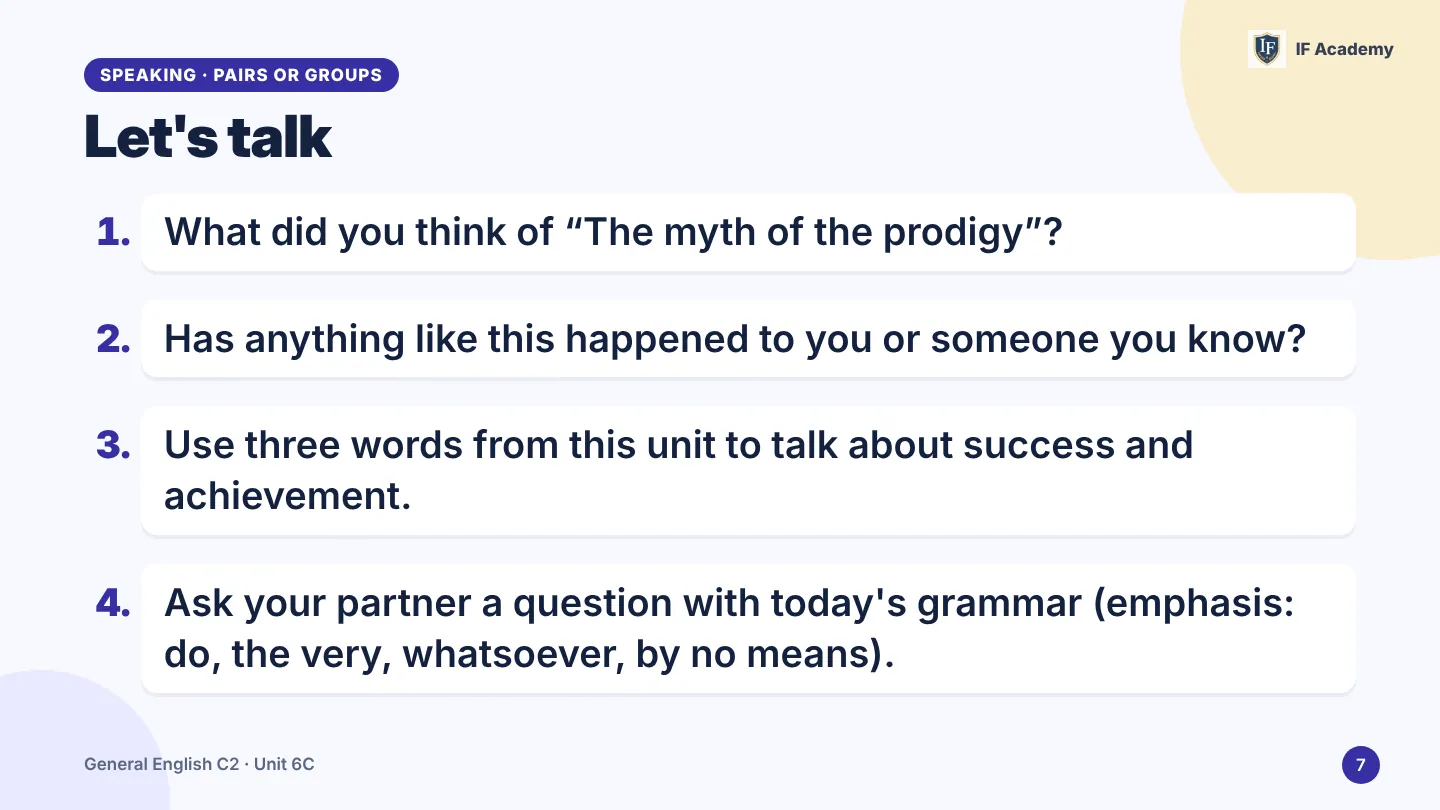 IF
IF Academy
SPEAKING · PAIRS OR GROUPS
Let's talk
1. What did you think of “The myth of the prodigy”?
2. Has anything like this happened to you or someone you know?
3. Use three words from this unit to talk about success and
achievement.
4. Ask your partner a question with today's grammar (emphasis:
do, the very, whatsoever, by no means).
General English C2 · Unit 6C
7